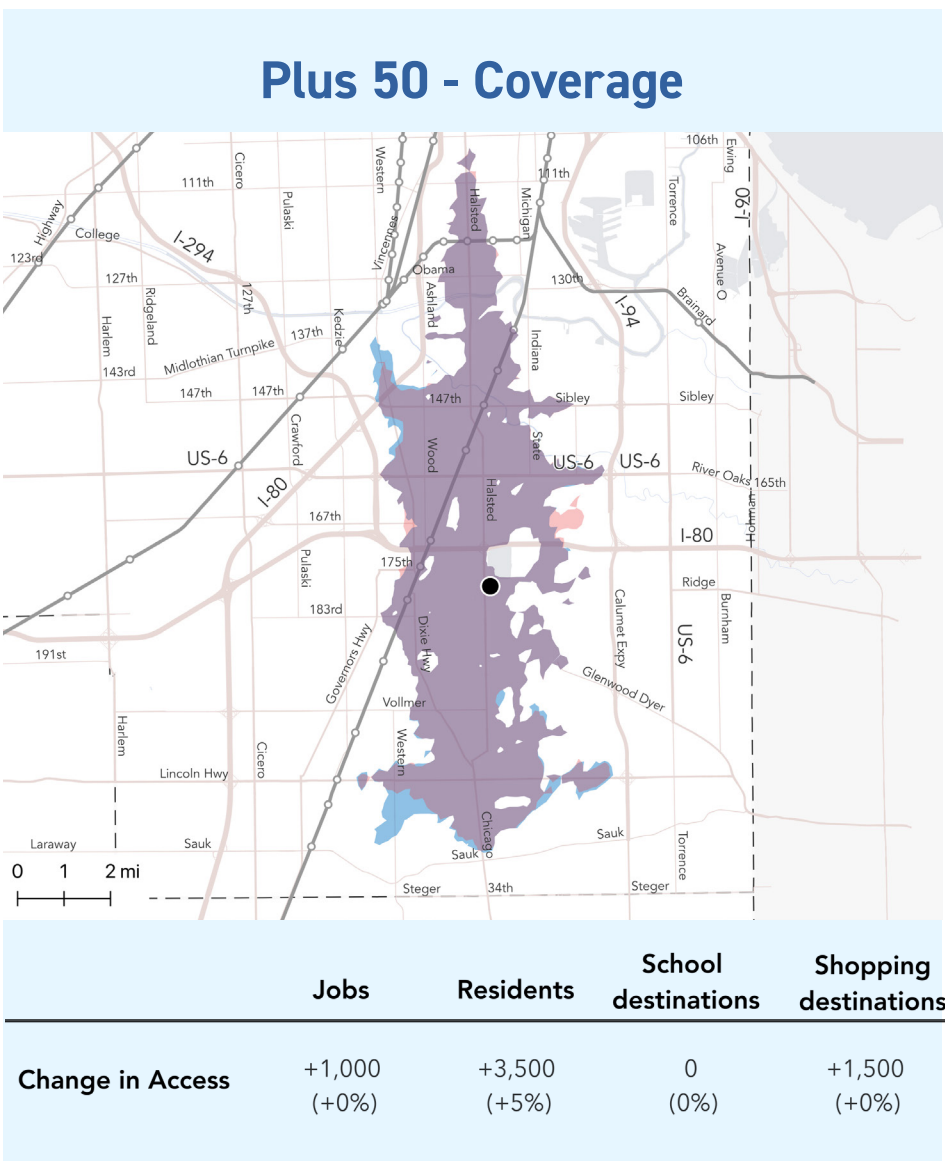 Plus 50 - Coverage
106th
Ewing
Cicero
Western
111th
111th
Pulaski
Halsted
Michigan
Torrence
I-90
Highway
College
I-294
Vincennes
Avenue O
123rd
127th
Obama
130th
127th
Ridgeland
Ashland
I-94
Brainard
Harlem
Kedzie
137th
Indiana
Midlothian Turnpike
143rd
147th
147th
147th
Sibley
Sibley
Crawford
Wood
State
US-6
US-6
US-6
River Oaks
165th
I-80
Halsted
Hohman
167th
I-80
Pulaski
175th
Ridge
183rd
Calumet Expy
Burnham
Governors Hwy
Dixie Hwy
US-6
191st
Glenwood Dyer
Vollmer
Harlem
Cicero
Western
Lincoln Hwy
Chicago
Laraway
Sauk
Sauk
Sauk
Torrence
0 1 2 mi
Steger
34th
Steger
Jobs
Residents
School
destinations
Shopping
destinations
Change in Access
+1,000
(+0%)
+3,500
(+5%)
0
(0%)
+1,500
(+0%)